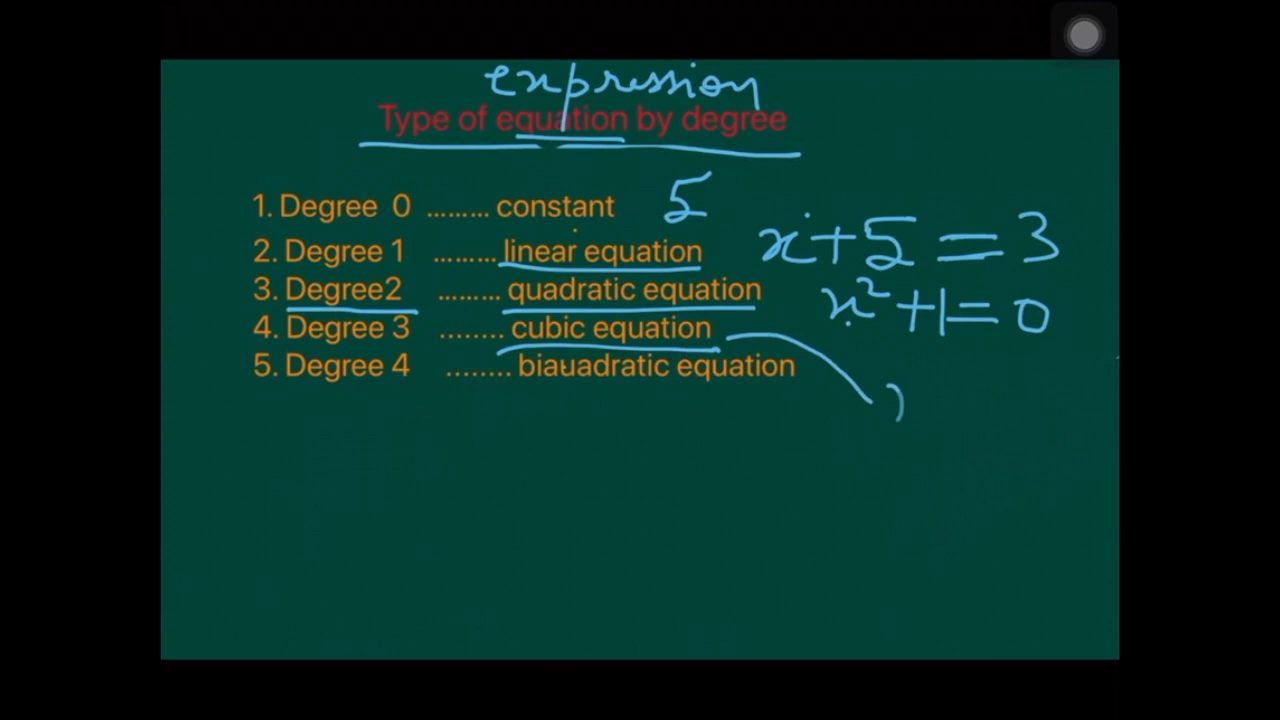 expression
Type of equation by degree
1. Degree 0 ......... constant 5
2. Degree 1 ......... linear equation x+5=3
3. Degree2 ......... quadratic equation x²+1=0
4. Degree 3 ........ cubic equation
5. Degree 4 ........ biauadratic equation